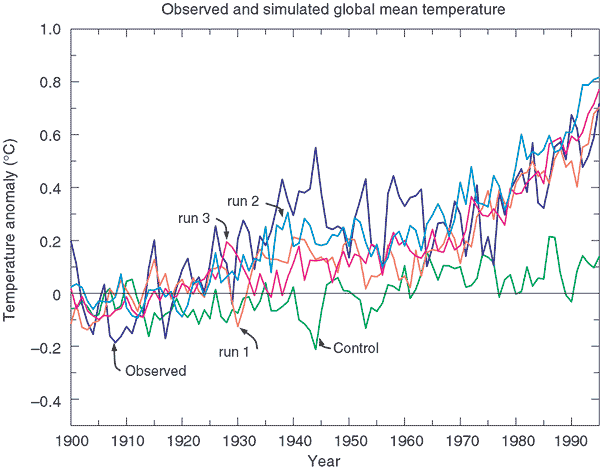 Observed and simulated global mean temperature
1.0
0.8
0.6
0.4
0.2
0
−0.2
−0.4
Temperature anomaly (°C)
run 2
run 3
run 1
Observed
Control
1900 1910 1920 1930 1940 1950 1960 1970 1980 1990
Year